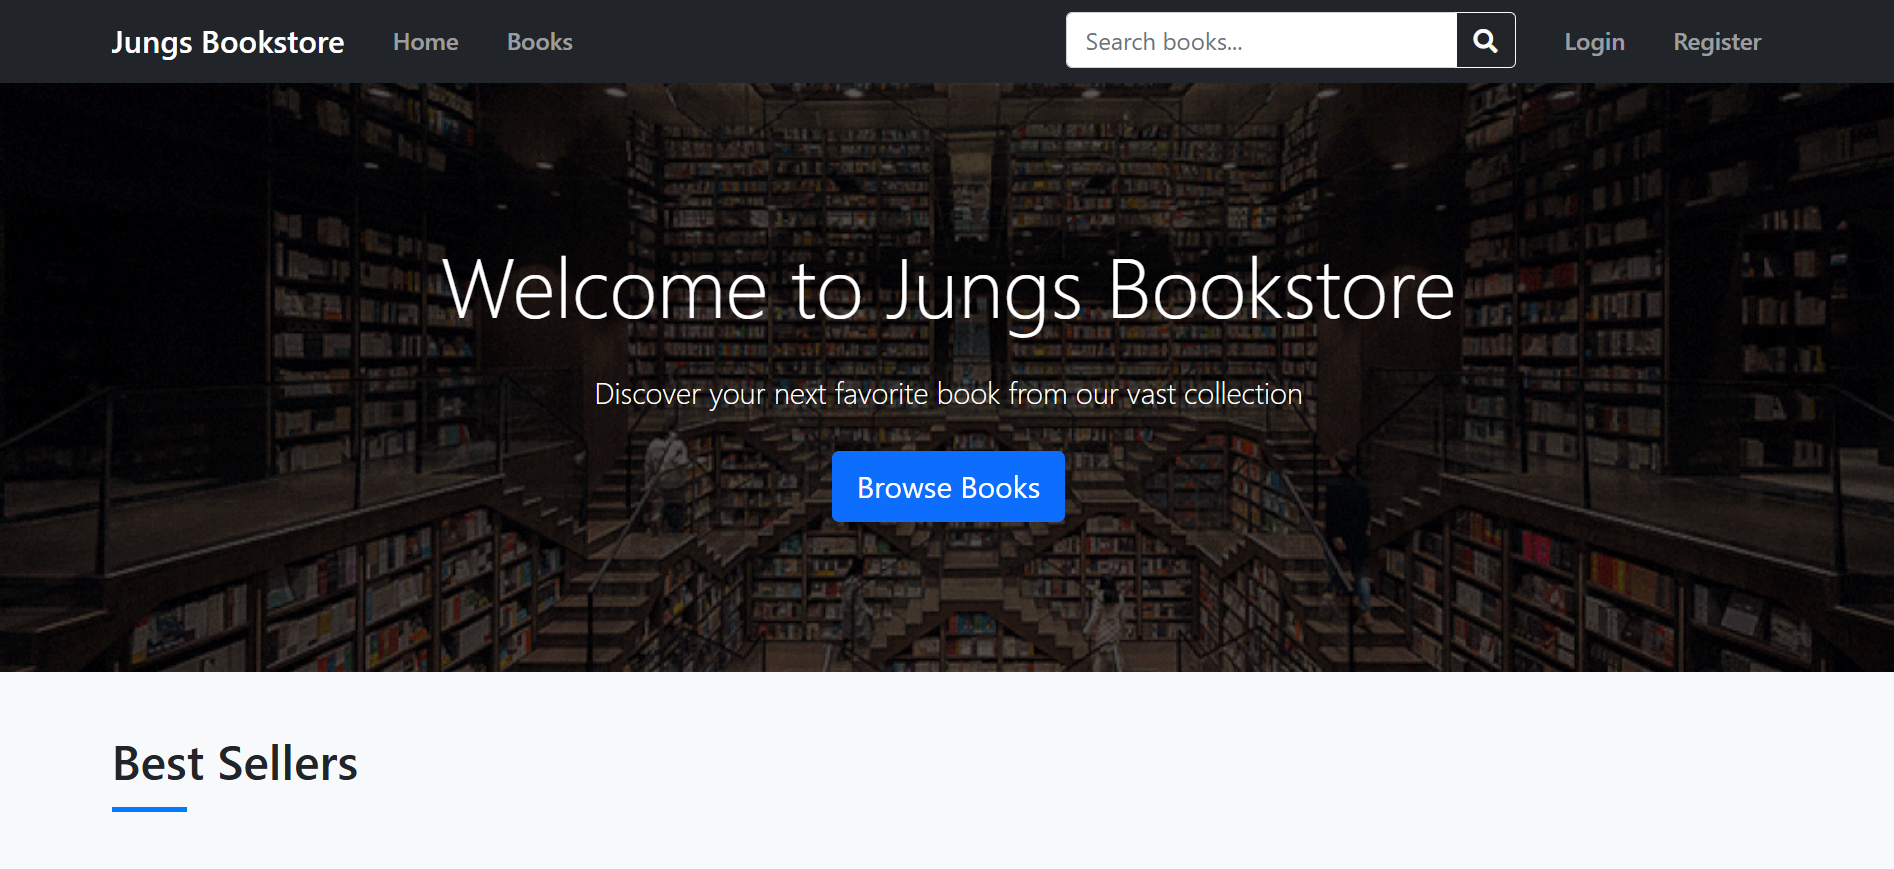 Jungs Bookstore Home Books Search books... Login Register
Welcome to Jungs Bookstore
Discover your next favorite book from our vast collection
Browse Books
Best Sellers